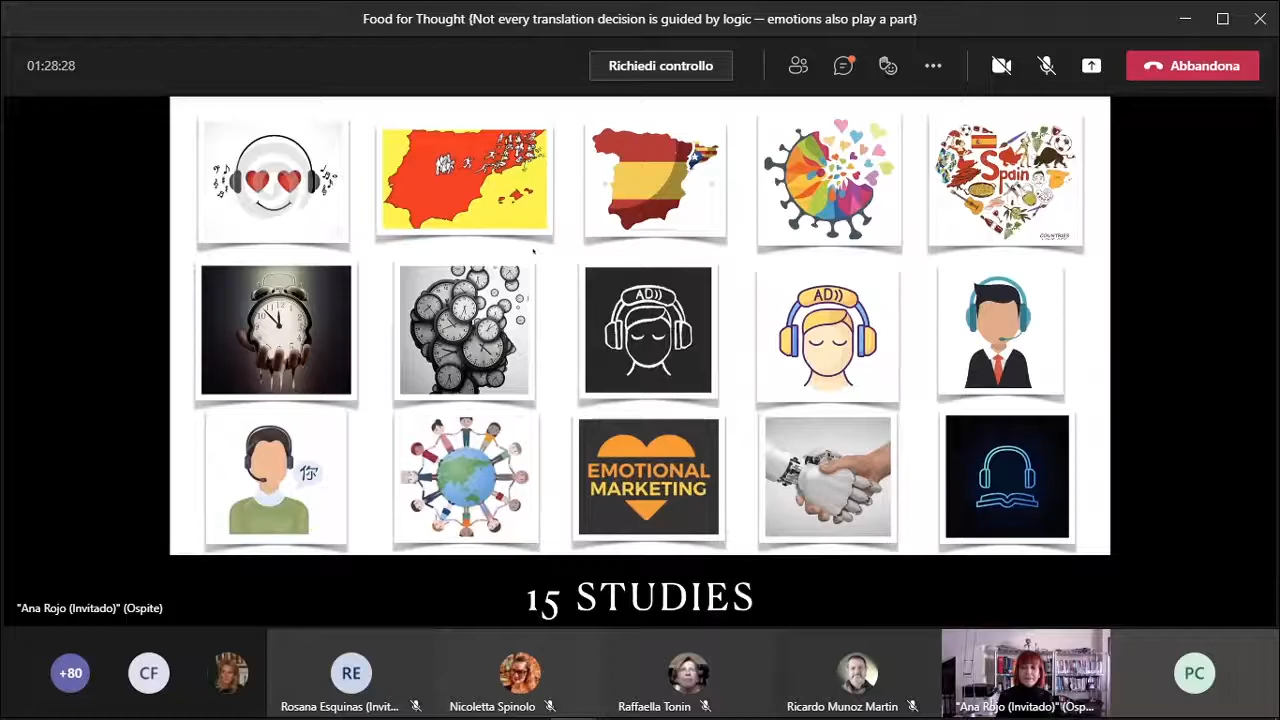 Food for Thought {Not every translation decision is guided by logic — emotions also play a part}
01:28:28
Richiedi controllo
Abbandona
Spain
COUNTRIES
AD))
AD))
你
EMOTIONAL
MARKETING
15 STUDIES
"Ana Rojo (Invitado)" (Ospite)
+80
CF
RE
Rosana Esquinas (Invit...
Nicoletta Spinolo
Raffaella Tonin
Ricardo Munoz Martin
"Ana Rojo (Invitado)" (Osp...
PC